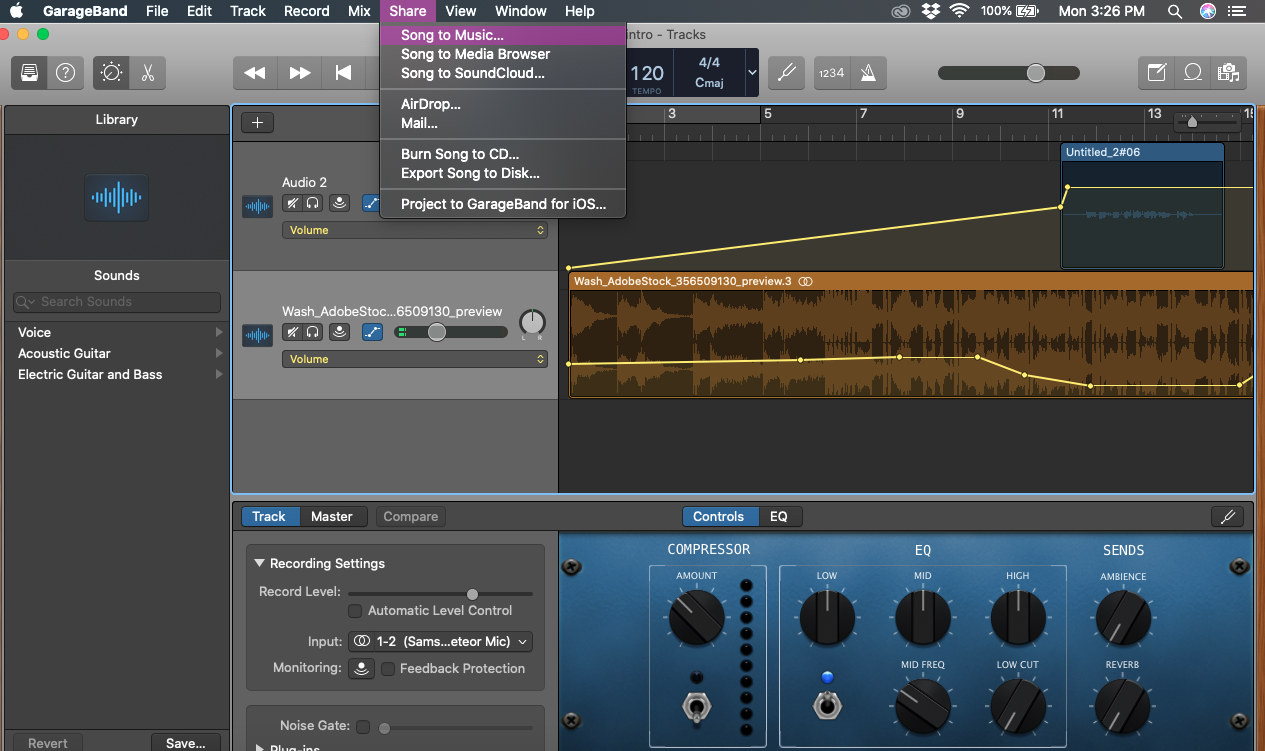 GarageBand File Edit Track Record Mix Share View Window Help 100% Mon 3:26 PM
intro - Tracks
Song to Music...
Song to Media Browser
Song to SoundCloud...
AirDrop...
Mail...
Burn Song to CD...
Export Song to Disk...
Project to GarageBand for iOS...
120
TEMPO
4/4
Cmaj
1234
Library
Sounds
Search Sounds
Voice
Acoustic Guitar
Electric Guitar and Bass
Revert
Save...
3 5 7 9 11 13 15
Audio 2
Volume
Untitled_2#06
Wash_AdobeStoc...6509130_preview
L R
Volume
Wash_AdobeStock_356509130_preview.3
Track Master Compare
Controls EQ
Recording Settings
Record Level:
Automatic Level Control
Input: 1-2 (Sams...eteor Mic)
Monitoring: Feedback Protection
Noise Gate:
Plug-ins
COMPRESSOR
AMOUNT
EQ
LOW MID HIGH
MID FREQ LOW CUT
SENDS
AMBIENCE
REVERB